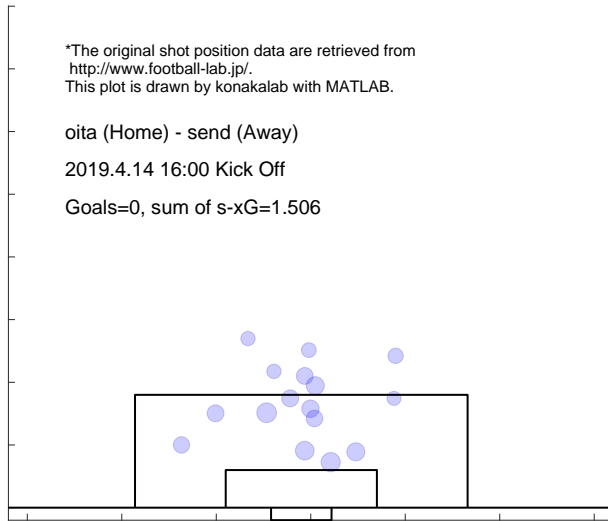 *The original shot position data are retrieved from
http://www.football-lab.jp/.
This plot is drawn by konakalab with MATLAB.
oita (Home) - send (Away)
2019.4.14 16:00 Kick Off
Goals=0, sum of s-xG=1.506